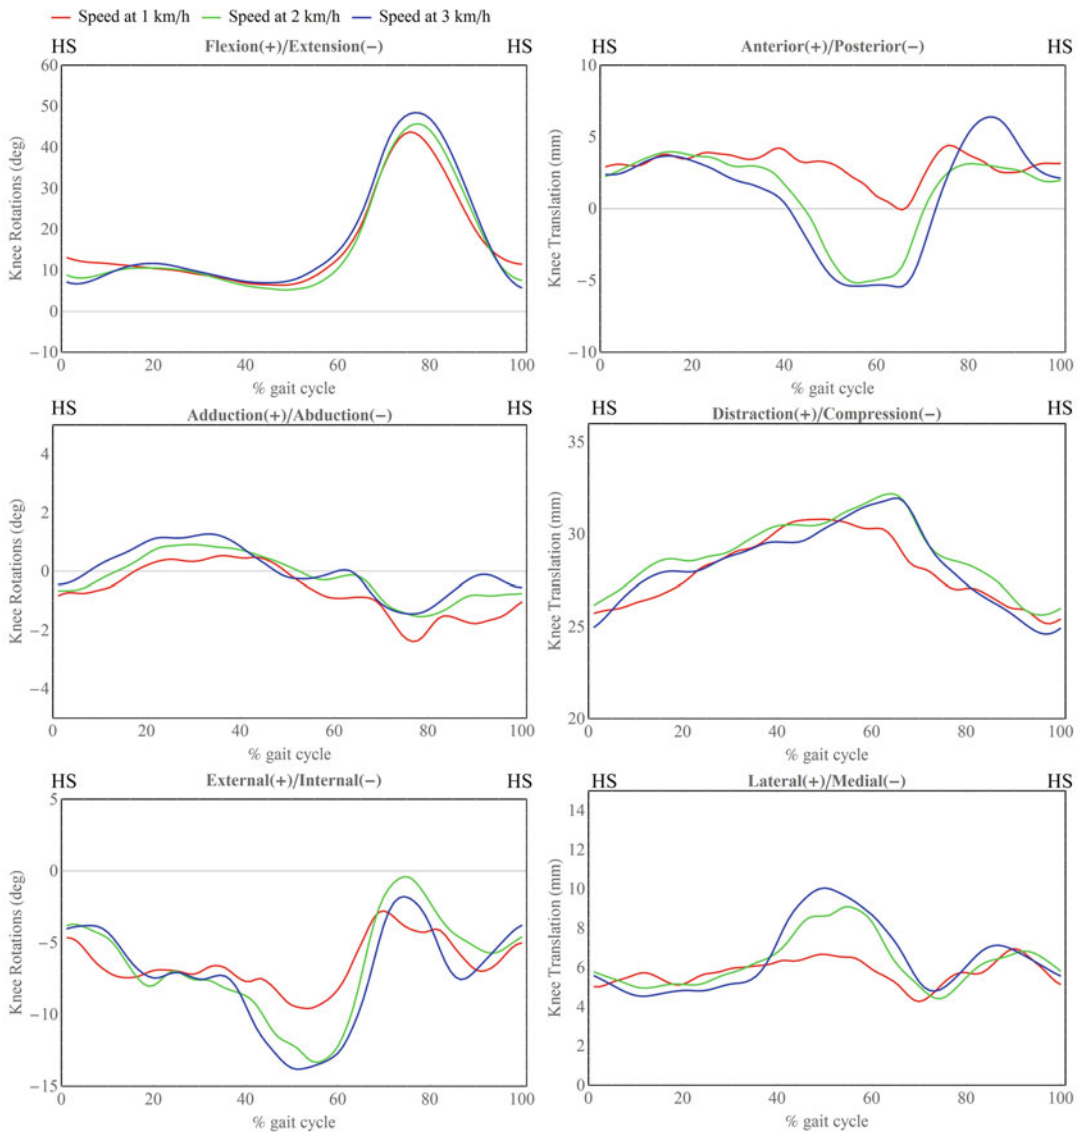 Speed at 1 km/h Speed at 2 km/h Speed at 3 km/h
HS Flexion(+)/Extension(−) HS
Knee Rotations (deg)
60
50
40
30
20
10
0
−10
0 20 40 60 80 100
% gait cycle
HS Anterior(+)/Posterior(−) HS
Knee Translation (mm)
10
5
0
−5
−10
0 20 40 60 80 100
% gait cycle
HS Adduction(+)/Abduction(−) HS
Knee Rotations (deg)
4
2
0
−2
−4
0 20 40 60 80 100
% gait cycle
HS Distraction(+)/Compression(−) HS
Knee Translation (mm)
35
30
25
20
0 20 40 60 80 100
% gait cycle
HS External(+)/Internal(−) HS
Knee Rotations (deg)
5
0
−5
−10
−15
0 20 40 60 80 100
% gait cycle
HS Lateral(+)/Medial(−) HS
Knee Translation (mm)
14
12
10
8
6
4
2
0
0 20 40 60 80 100
% gait cycle